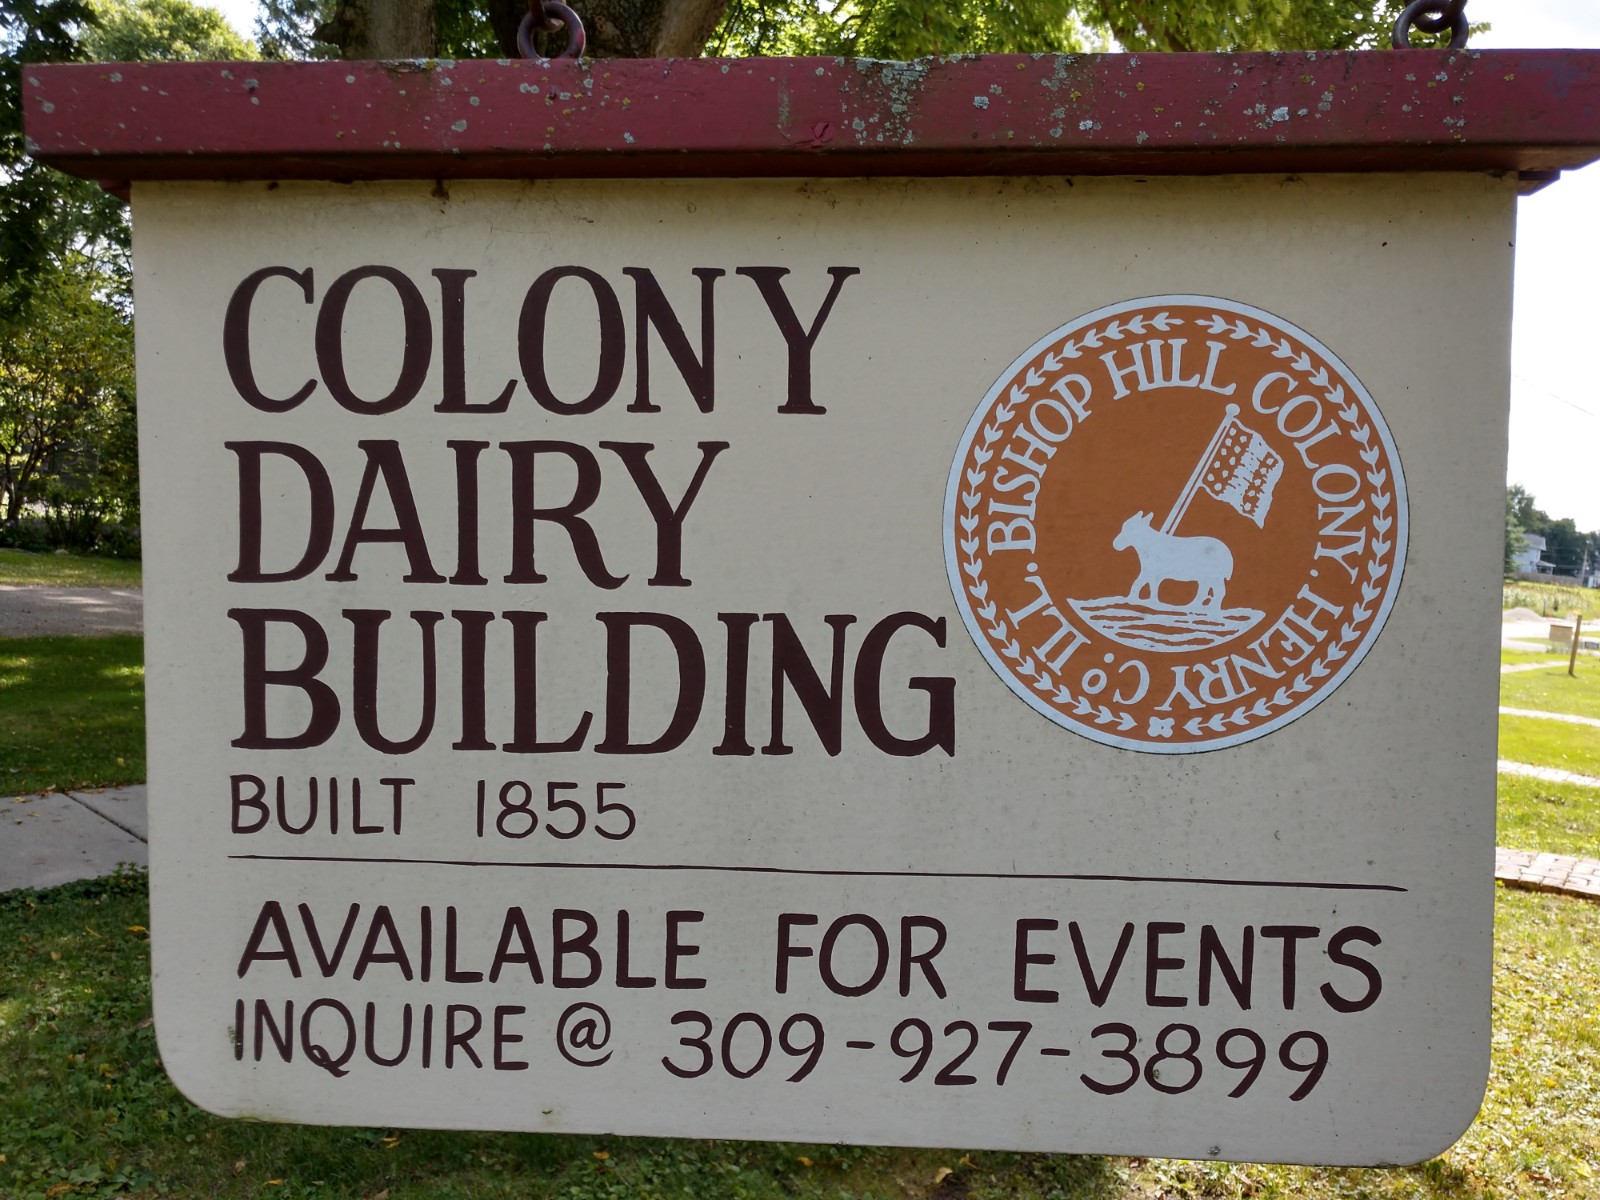 COLONY
DAIRY
BUILDING
BUILT 1855
BISHOP HILL COLONY. HENRY Co. ILL.
AVAILABLE FOR EVENTS
INQUIRE @ 309-927-3899